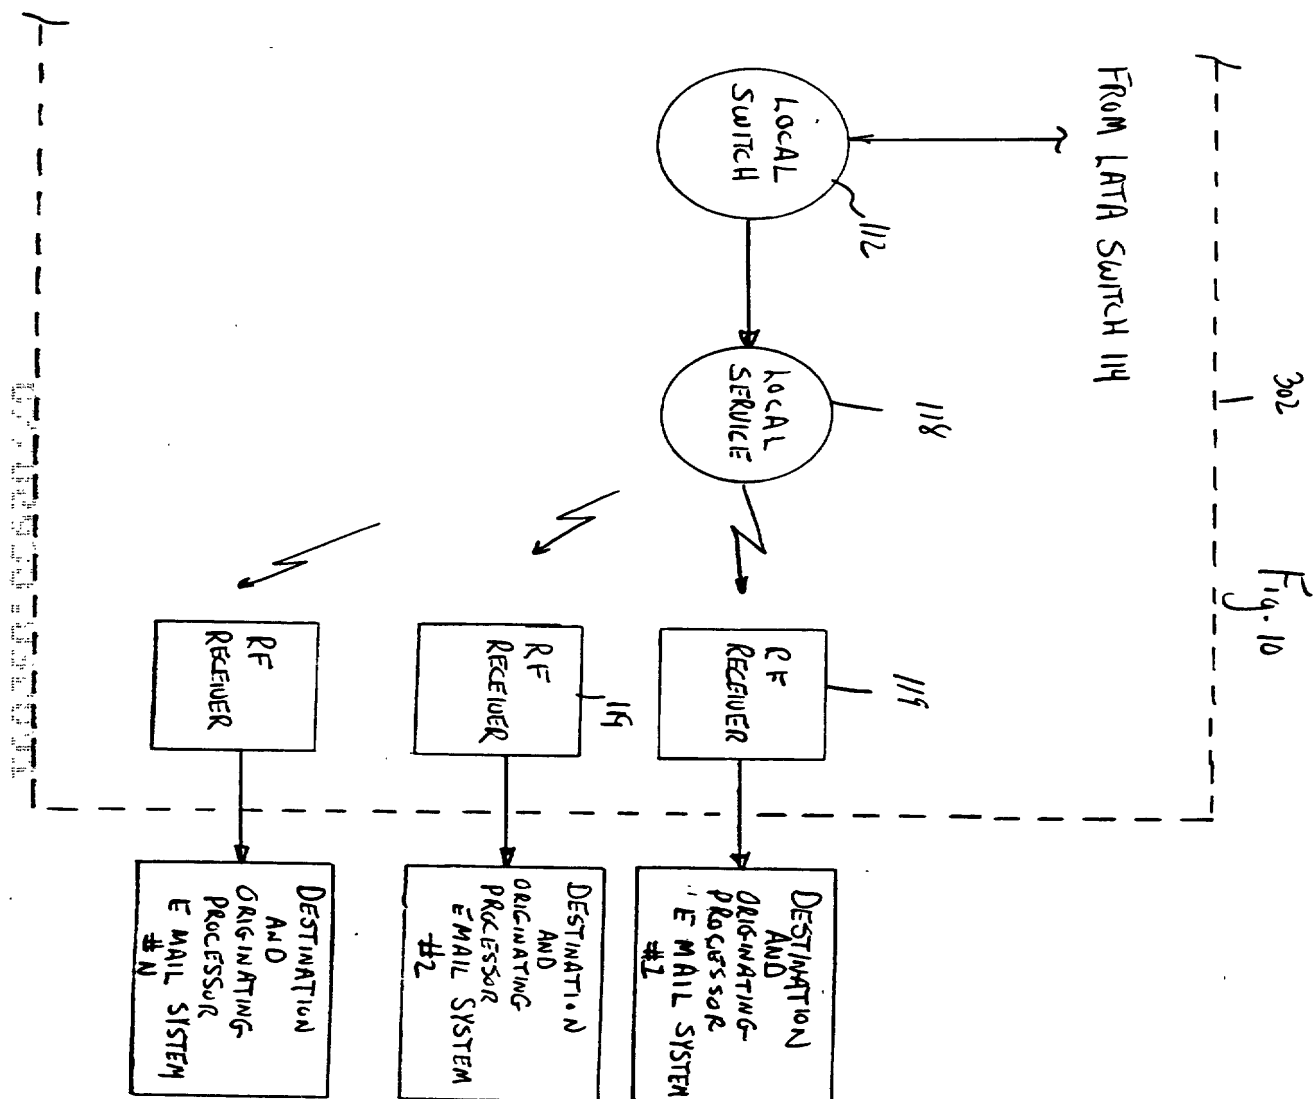 FROM LATA SWITCH 114
302
Fig. 10
LOCAL
SWITCH
112
LOCAL
SERVICE
118
RF
RECEIVER
119
RF
RECEIVER
119
RF
RECEIVER
DESTINATION
AND
ORIGINATING
PROCESSOR
E MAIL SYSTEM
#1
DESTINATION
AND
ORIGINATING
PROCESSOR
EMAIL SYSTEM
#2
DESTINATION
AND
ORIGINATING
PROCESSOR
E MAIL SYSTEM
#N